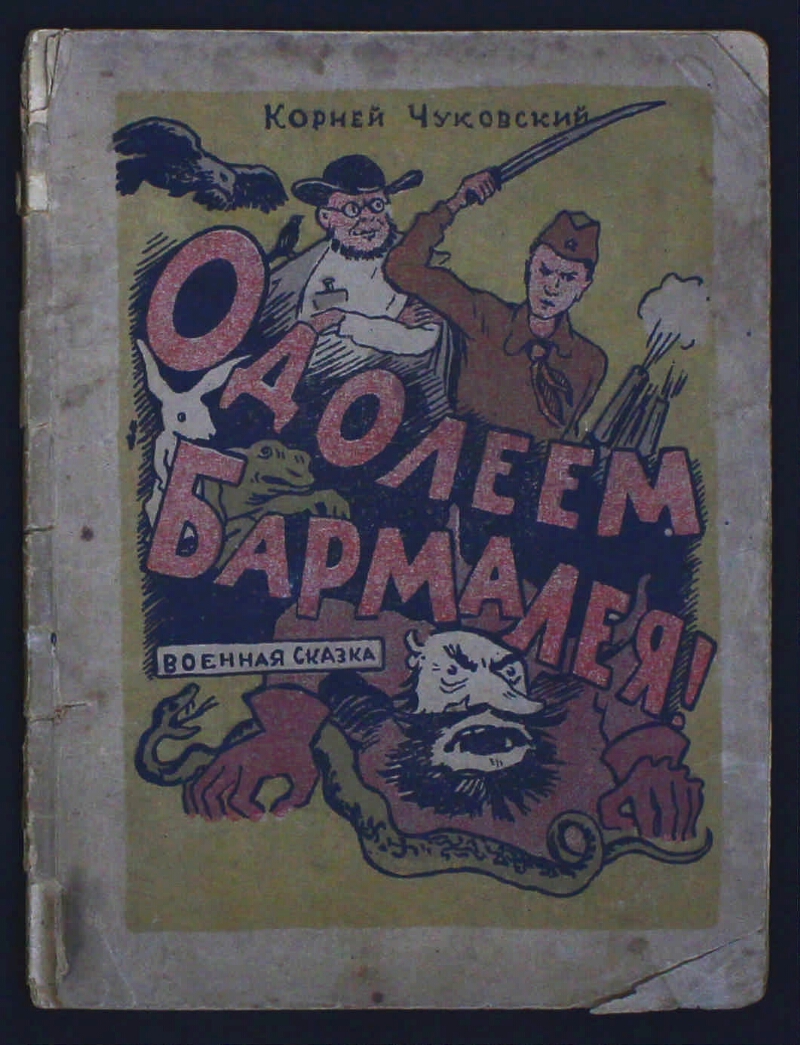 Корней Чуковский
Одолеем
Бармалея!
Военная сказка